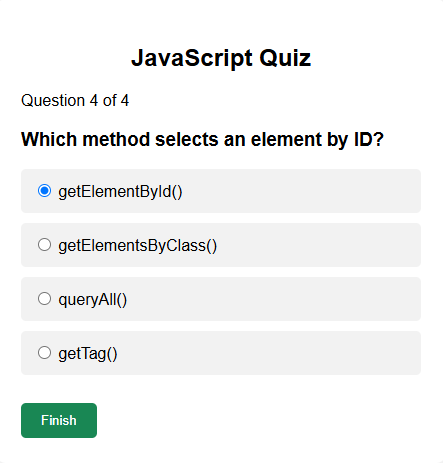 JavaScript Quiz
Question 4 of 4
Which method selects an element by ID?
getElementById()
getElementsByClass()
queryAll()
getTag()
Finish